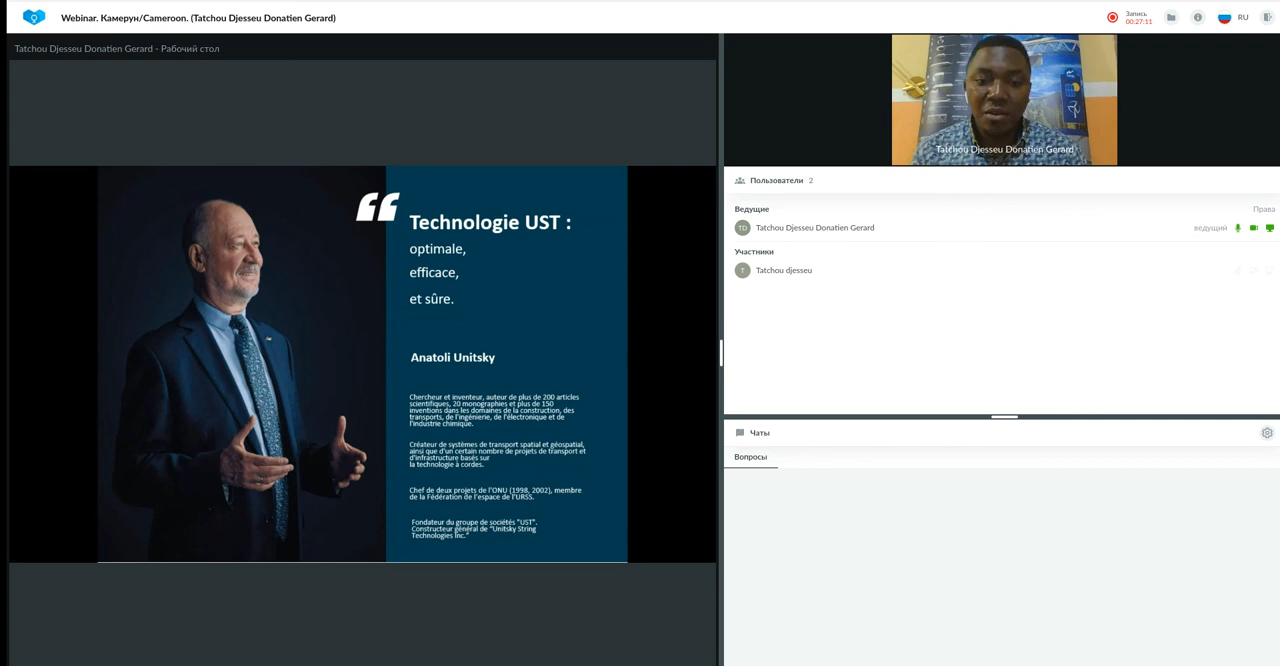 Webinar. Камерун/Cameroon. (Tatchou Djesseu Donatien Gerard)
Запись
00:27:11
RU
Tatchou Djesseu Donatien Gerard - Рабочий стол
Technologie UST :
optimale,
efficace,
et sûre.
Anatoli Unitsky
Chercheur et inventeur, auteur de plus de 200 articles
scientifiques, 20 monographies et plus de 150
inventions dans les domaines de la construction, des
transports, de l'ingénierie, de l'électronique et de
l'industrie chimique.
Créateur de systèmes de transport spatial et géospatial,
ainsi que d'un certain nombre de projets de transport et
d'infrastructure basés sur
la technologie à cordes.
Chef de deux projets de l'ONU (1998, 2002), membre
de la Fédération de l'espace de l'URSS.
Fondateur du groupe de sociétés "UST".
Constructeur général de "Unitsky String
Technologies Inc."
Tatchou Djesseu Donatien Gerard
Пользователи 2
Ведущие Права
TD Tatchou Djesseu Donatien Gerard ведущий
Участники
T Tatchou djesseu
Чаты
Вопросы